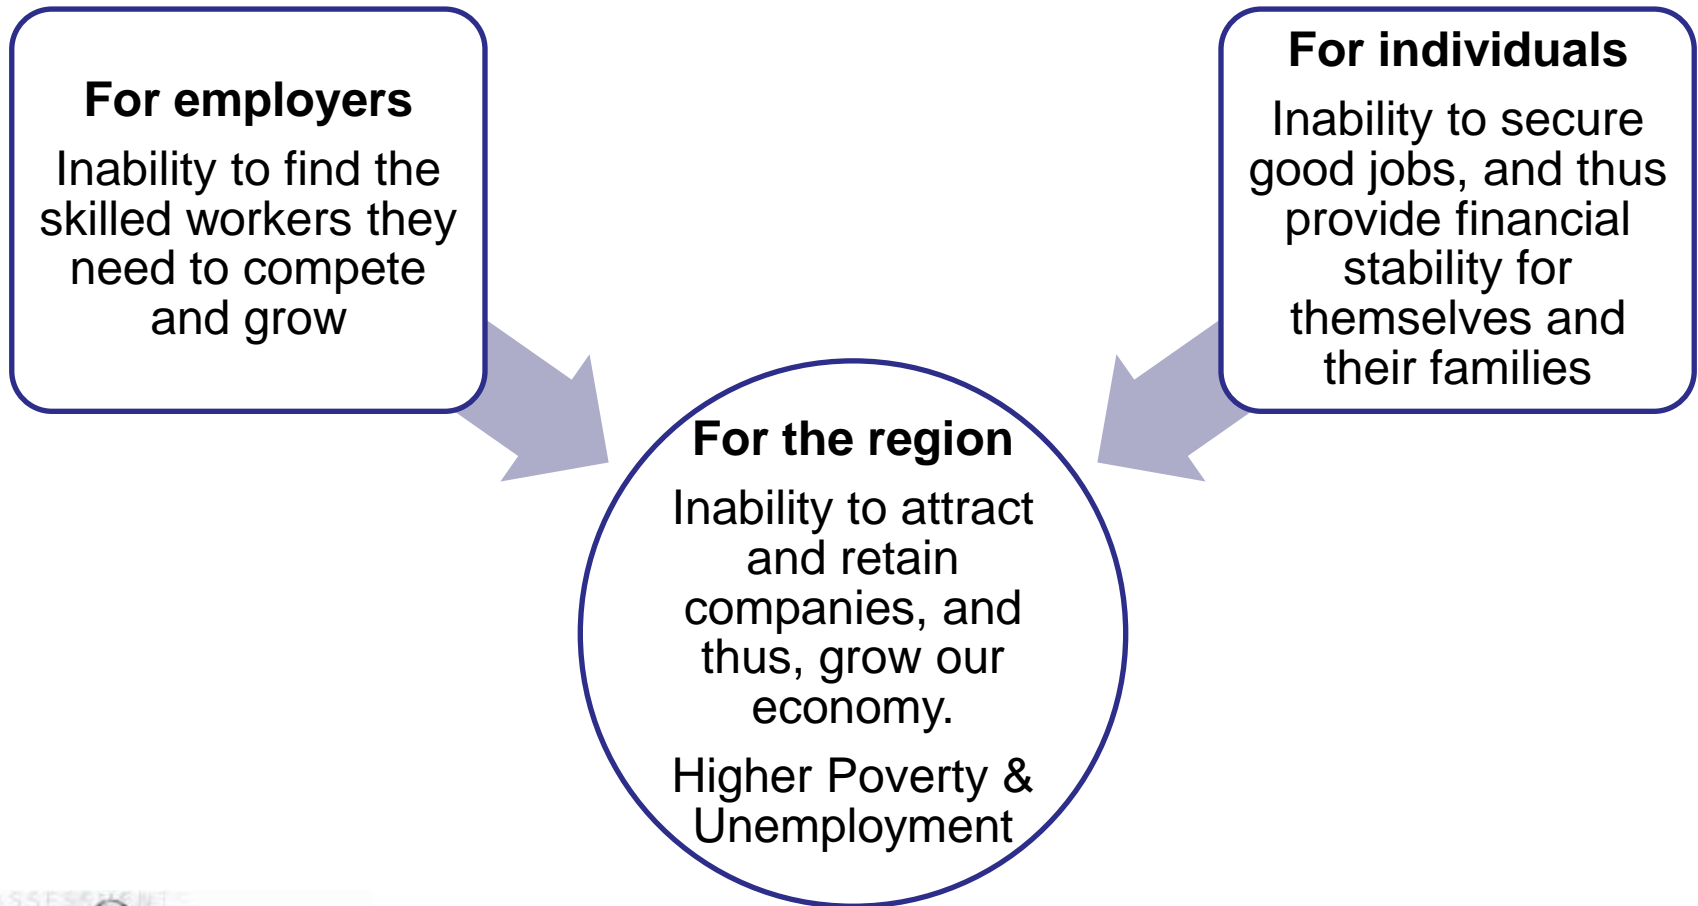 For employers
Inability to find the
skilled workers they
need to compete
and grow
For individuals
Inability to secure
good jobs, and thus
provide financial
stability for
themselves and
their families
For the region
Inability to attract
and retain
companies, and
thus, grow our
economy.
Higher Poverty &
Unemployment